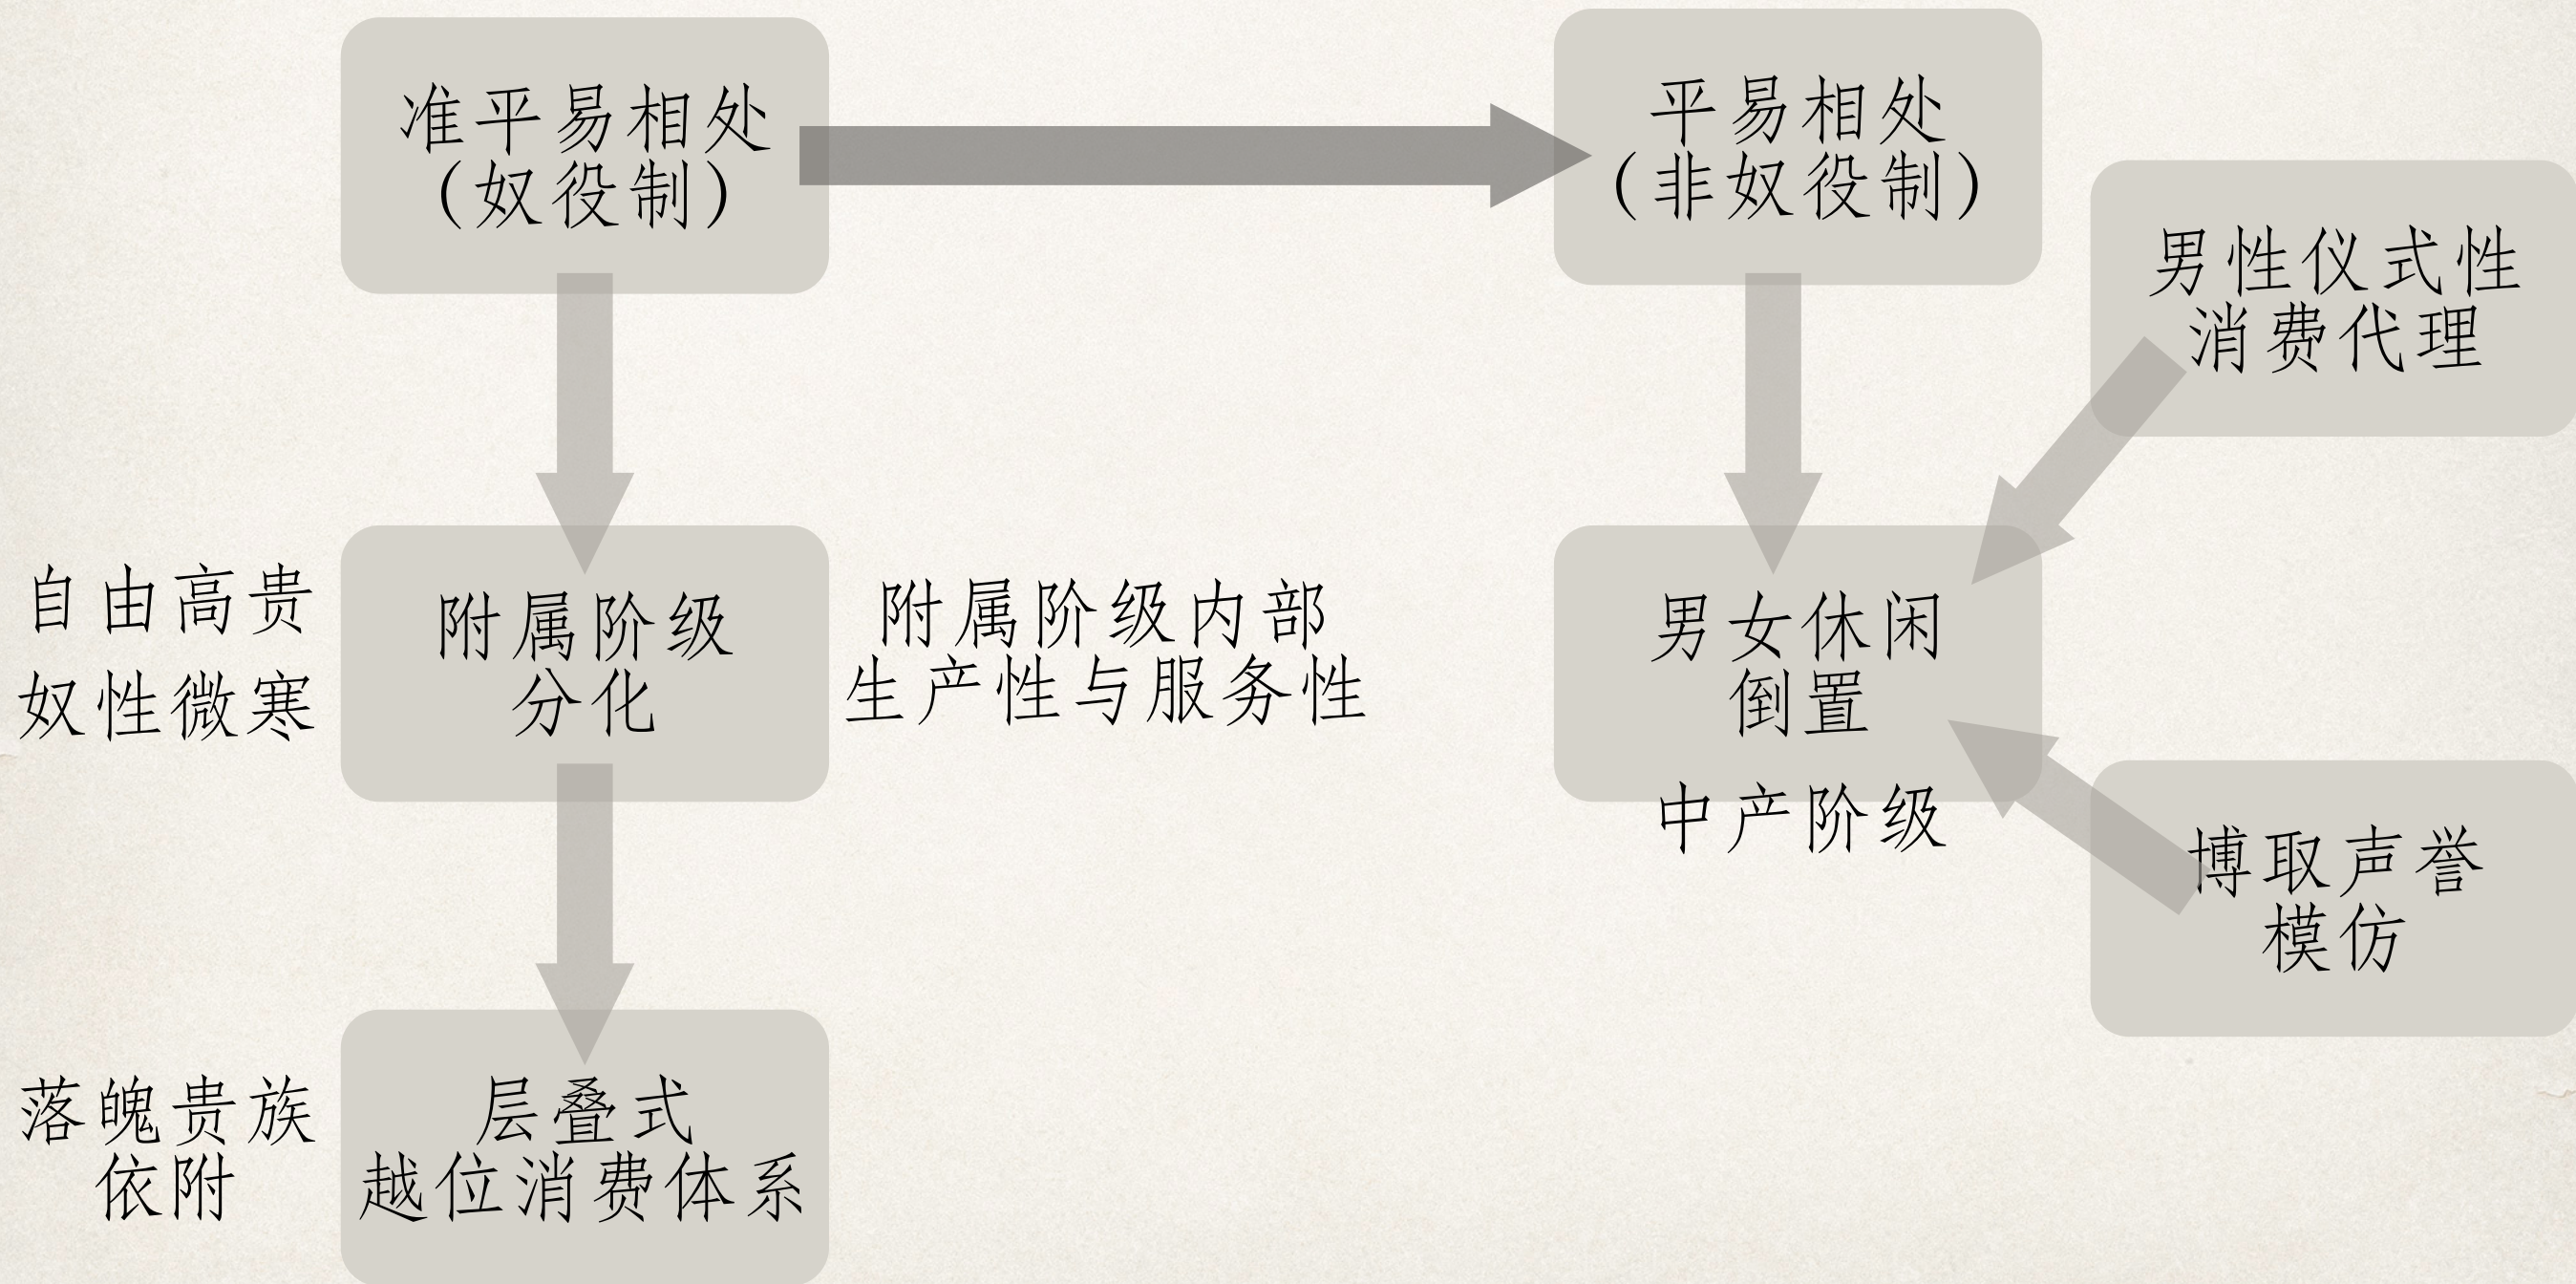 准平易相处
（奴役制）
平易相处
（非奴役制）
男性仪式性
消费代理
自由高贵
奴性微寒
附属阶级
分化
附属阶级内部
生产性与服务性
男女休闲
倒置
中产阶级
博取声誉
模仿
落魄贵族
依附
层叠式
越位消费体系